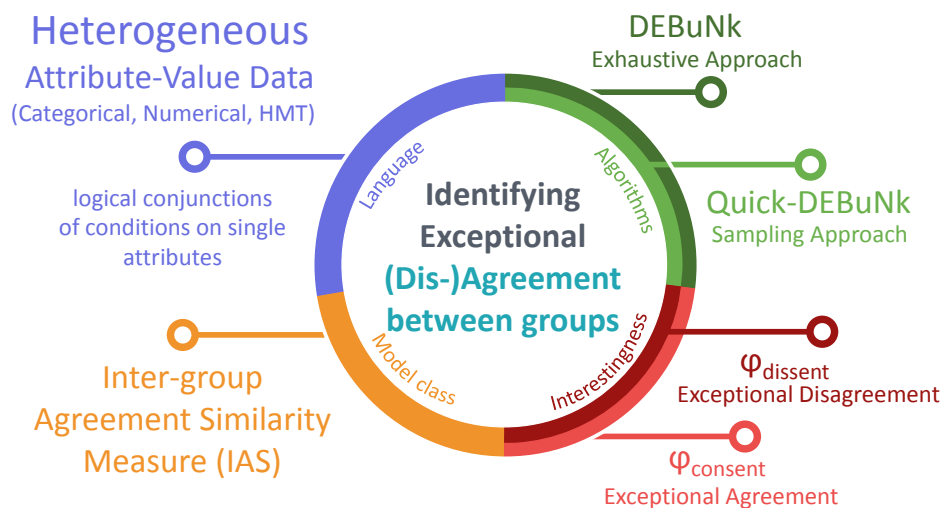 Heterogeneous
Attribute-Value Data
(Categorical, Numerical, HMT)
logical conjunctions
of conditions on single
attributes
Inter-group
Agreement Similarity
Measure (IAS)
Language
Model class
Identifying
Exceptional
(Dis-)Agreement
between groups
Algorithms
Interestingness
DEBuNk
Exhaustive Approach
Quick-DEBuNk
Sampling Approach
φdissent
Exceptional Disagreement
φconsent
Exceptional Agreement